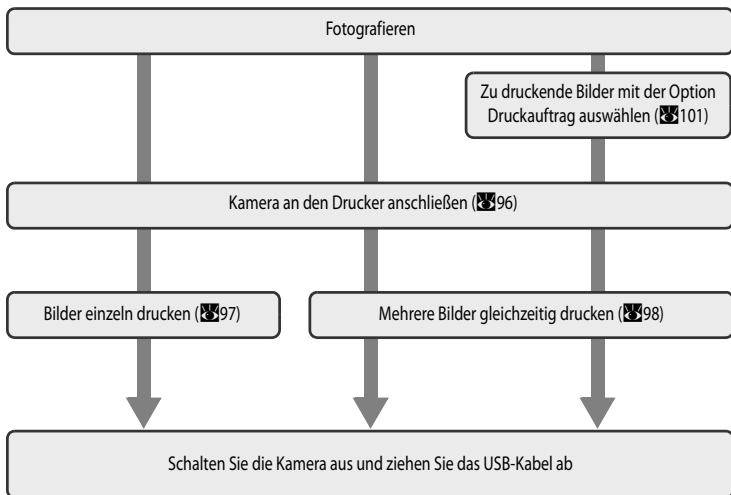 Fotografieren
Zu druckende Bilder mit der Option
Druckauftrag auswählen (101)
Kamera an den Drucker anschließen (96)
Bilder einzeln drucken (97)
Mehrere Bilder gleichzeitig drucken (98)
Schalten Sie die Kamera aus und ziehen Sie das USB-Kabel ab